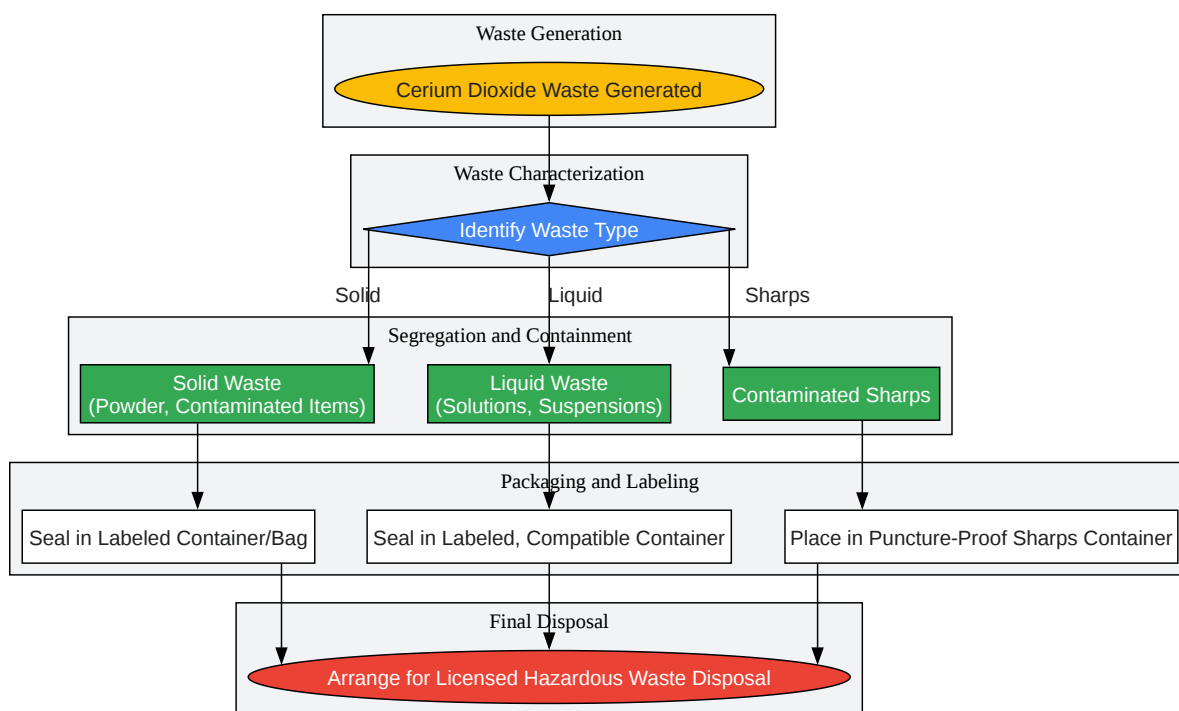 Waste Generation
Cerium Dioxide Waste Generated
Waste Characterization
Identify Waste Type
Solid
Liquid
Sharps
Segregation and Containment
Solid Waste
(Powder, Contaminated Items)
Liquid Waste
(Solutions, Suspensions)
Contaminated Sharps
Packaging and Labeling
Seal in Labeled Container/Bag
Seal in Labeled, Compatible Container
Place in Puncture-Proof Sharps Container
Final Disposal
Arrange for Licensed Hazardous Waste Disposal